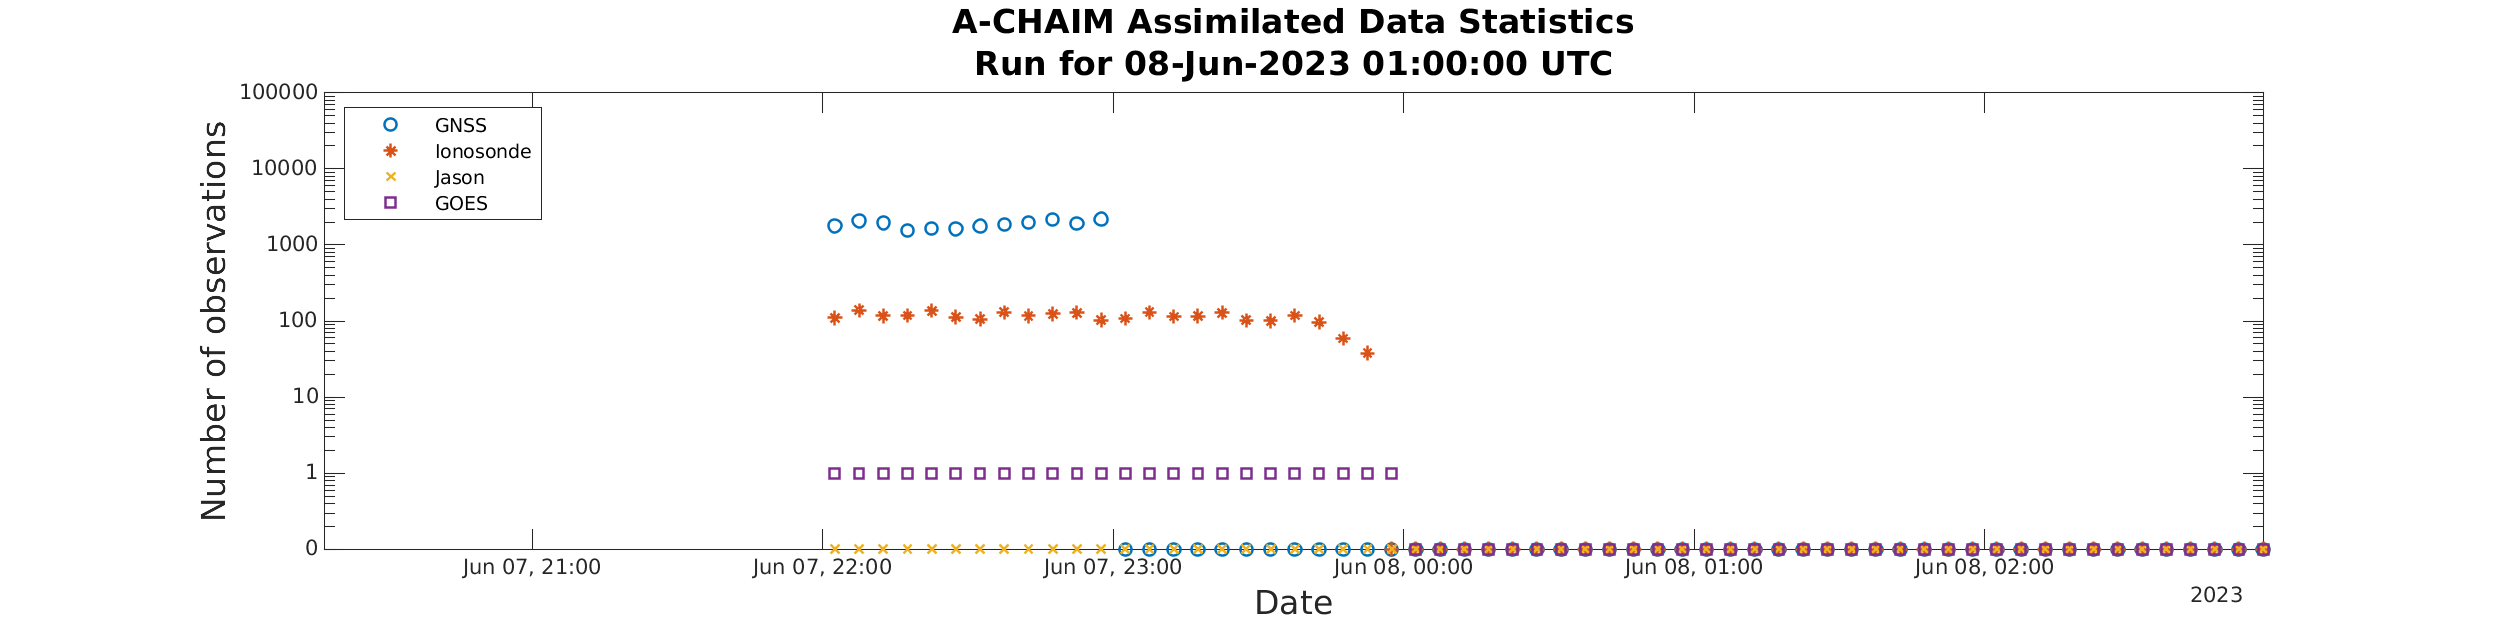 A-CHAIM Assimilated Data Statistics
Run for 08-Jun-2023 01:00:00 UTC
100000
10000
1000
100
10
1
0
Number of observations
GNSS
Ionosonde
Jason
GOES
Jun 07, 21:00
Jun 07, 22:00
Jun 07, 23:00
Jun 08, 00:00
Jun 08, 01:00
Jun 08, 02:00
2023
Date